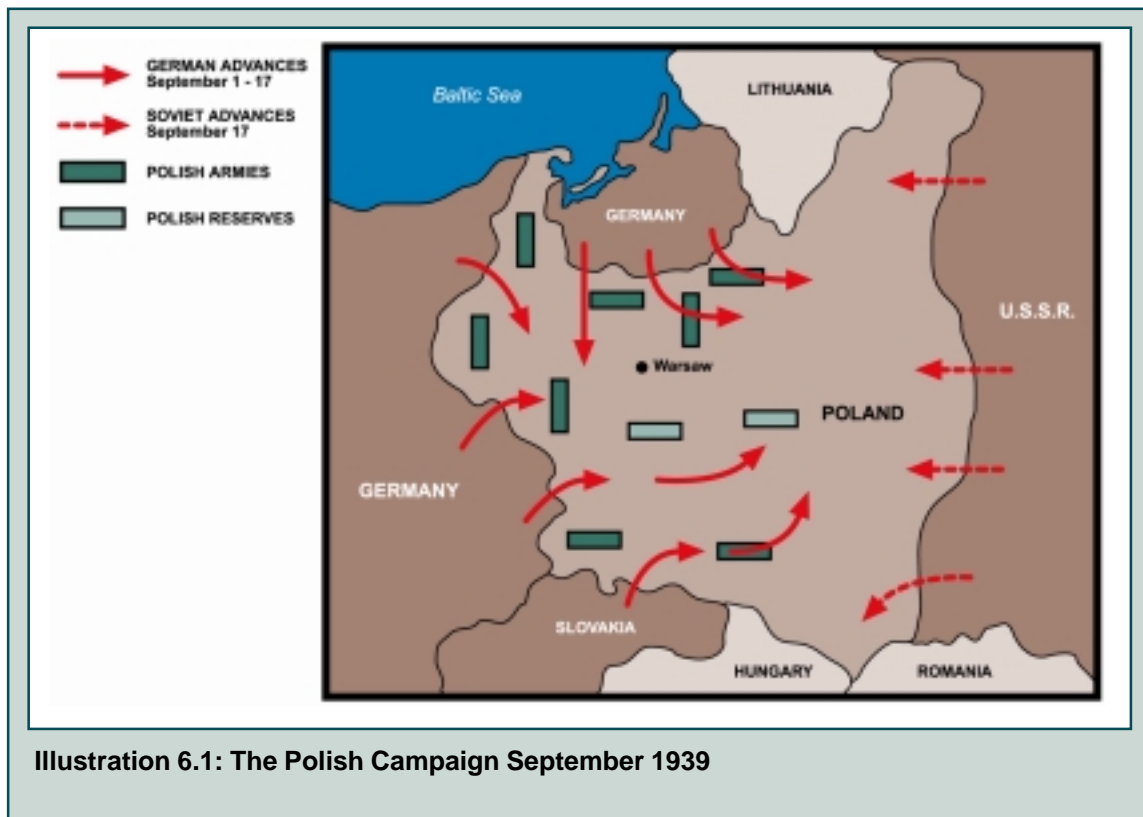 GERMAN ADVANCES
September 1 - 17
SOVIET ADVANCES
September 17
POLISH ARMIES
POLISH RESERVES
Baltic Sea
LITHUANIA
GERMANY
U.S.S.R.
Warsaw
POLAND
GERMANY
SLOVAKIA
HUNGARY
ROMANIA
Illustration 6.1: The Polish Campaign September 1939